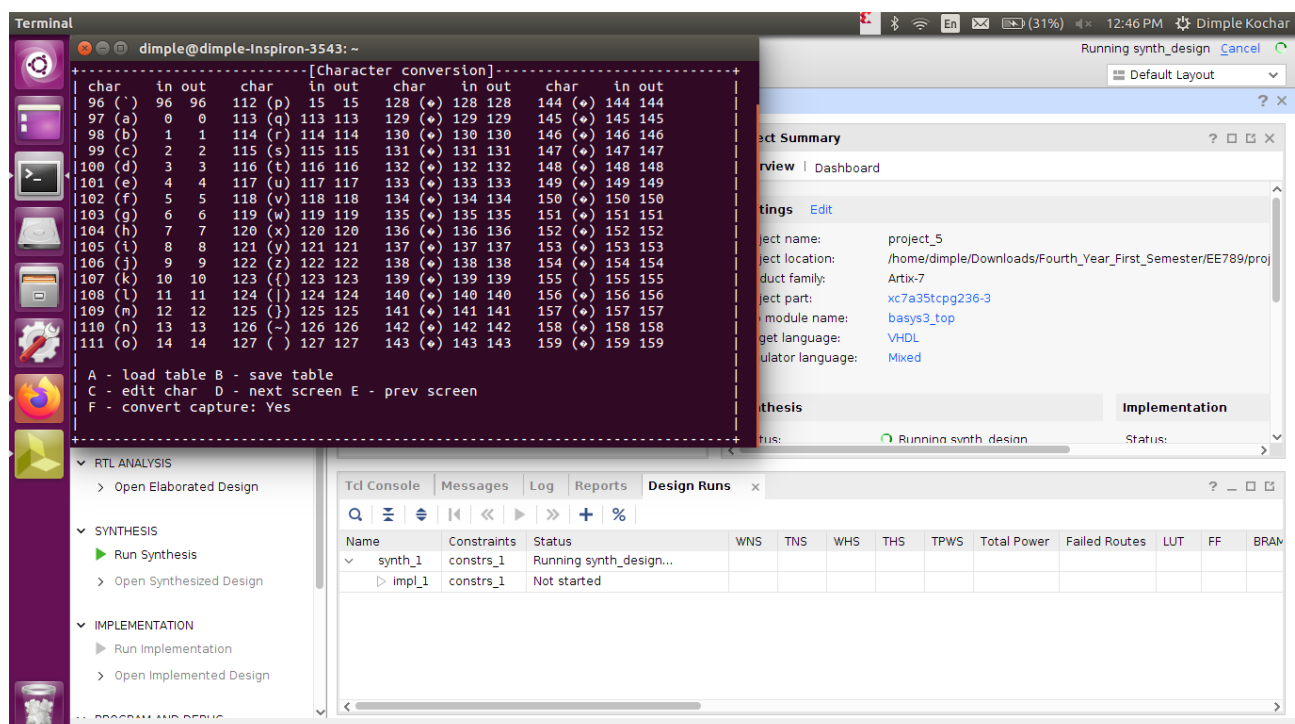 Terminal
En (31%) 12:46 PM Dimple Kochar
dimple@dimple-Inspiron-3543: ~
+---------------------------[Character conversion]----------------------------+
char in out char in out char in out char in out
96 (`) 96 96 112 (p) 15 15 128 (�) 128 128 144 (�) 144 144
97 (a) 0 0 113 (q) 113 113 129 (�) 129 129 145 (�) 145 145
98 (b) 1 1 114 (r) 114 114 130 (�) 130 130 146 (�) 146 146
99 (c) 2 2 115 (s) 115 115 131 (�) 131 131 147 (�) 147 147
100 (d) 3 3 116 (t) 116 116 132 (�) 132 132 148 (�) 148 148
101 (e) 4 4 117 (u) 117 117 133 (�) 133 133 149 (�) 149 149
102 (f) 5 5 118 (v) 118 118 134 (�) 134 134 150 (�) 150 150
103 (g) 6 6 119 (w) 119 119 135 (�) 135 135 151 (�) 151 151
104 (h) 7 7 120 (x) 120 120 136 (�) 136 136 152 (�) 152 152
105 (i) 8 8 121 (y) 121 121 137 (�) 137 137 153 (�) 153 153
106 (j) 9 9 122 (z) 122 122 138 (�) 138 138 154 (�) 154 154
107 (k) 10 10 123 ({) 123 123 139 (�) 139 139 155 ( ) 155 155
108 (l) 11 11 124 (|) 124 124 140 (�) 140 140 156 (�) 156 156
109 (m) 12 12 125 (}) 125 125 141 (�) 141 141 157 (�) 157 157
110 (n) 13 13 126 (~) 126 126 142 (�) 142 142 158 (�) 158 158
111 (o) 14 14 127 ( ) 127 127 143 (�) 143 143 159 (�) 159 159
A - load table B - save table
C - edit char D - next screen E - prev screen
F - convert capture: Yes
Running synth_design Cancel
Default Layout
ect Summary
rview | Dashboard
tings Edit
ject name: project_5
ject location: /home/dimple/Downloads/Fourth_Year_First_Semester/EE789/proj
duct family: Artix-7
ject part: xc7a35tcpg236-3
module name: basys3_top
get language: VHDL
ulator language: Mixed
thesis Implementation
tus: Running synth_design Status:
RTL ANALYSIS
Open Elaborated Design
SYNTHESIS
Run Synthesis
Open Synthesized Design
IMPLEMENTATION
Run Implementation
Open Implemented Design
PROGRAM AND DEBUG
Tcl Console Messages Log Reports Design Runs
Name Constraints Status WNS TNS WHS THS TPWS Total Power Failed Routes LUT FF BRAM
synth_1 constrs_1 Running synth_design...
impl_1 constrs_1 Not started